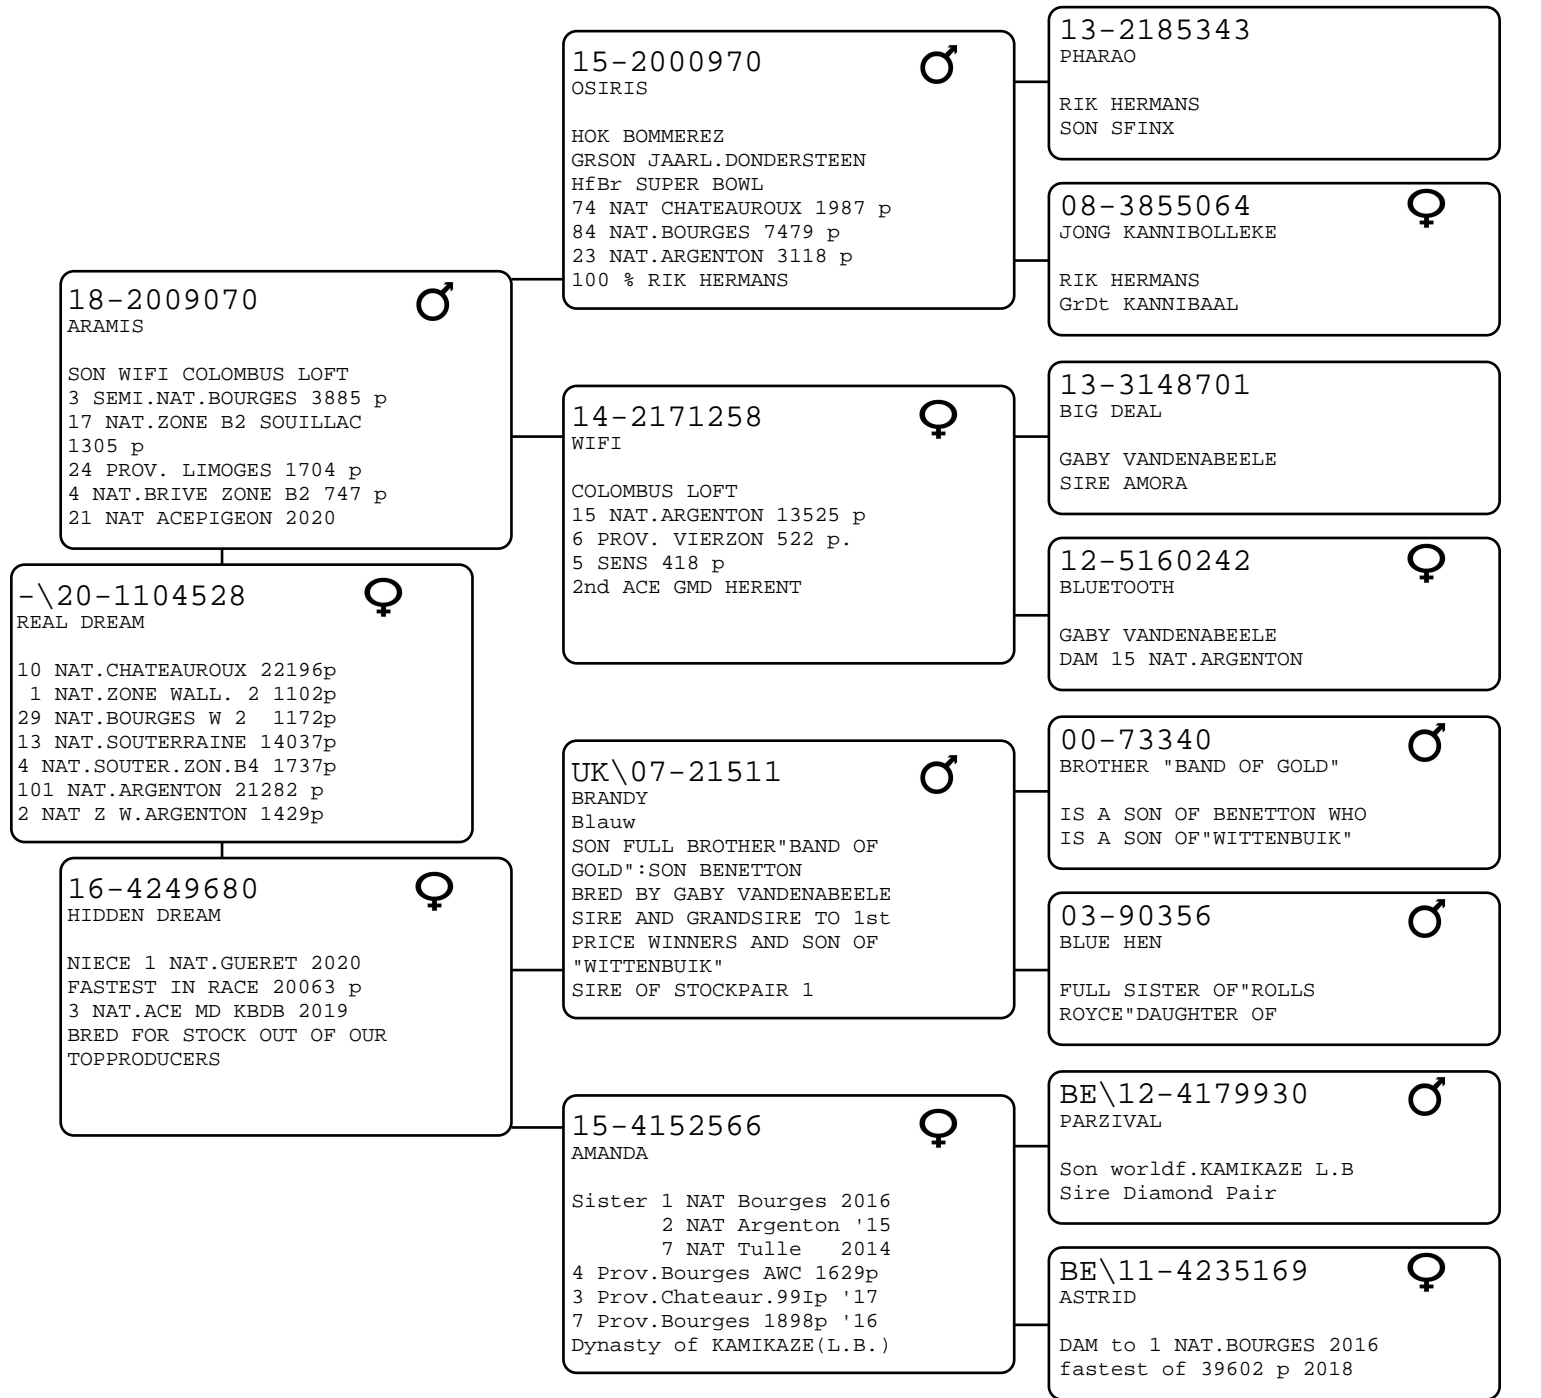 13-2185343
PHARAO
RIK HERMANS
SON SFINX
15-2000970
OSIRIS
HOK BOMMEREZ
GRSON JAARL.DONDERSTEEN
HfBr SUPER BOWL
74 NAT CHATEAUROUX 1987 p
84 NAT.BOURGES 7479 p
23 NAT.ARGENTON 3118 p
100 % RIK HERMANS
08-3855064
JONG KANNIBOLLEKE
RIK HERMANS
GrDt KANNIBAAL
18-2009070
ARAMIS
SON WIFI COLOMBUS LOFT
3 SEMI.NAT.BOURGES 3885 p
17 NAT.ZONE B2 SOUILLAC
1305 p
24 PROV. LIMOGES 1704 p
4 NAT.BRIVE ZONE B2 747 p
21 NAT ACEPIGEON 2020
13-3148701
BIG DEAL
GABY VANDENABEELE
SIRE AMORA
14-2171258
WIFI
COLOMBUS LOFT
15 NAT.ARGENTON 13525 p
6 PROV. VIERZON 522 p.
5 SENS 418 p
2nd ACE GMD HERENT
12-5160242
BLUETOOTH
GABY VANDENABEELE
DAM 15 NAT.ARGENTON
-\20-1104528
REAL DREAM
10 NAT.CHATEAUROUX 22196p
1 NAT.ZONE WALL. 2 1102p
29 NAT.BOURGES W 2  1172p
13 NAT.SOUTERRAINE 14037p
4 NAT.SOUTER.ZON.B4 1737p
101 NAT.ARGENTON 21282 p
2 NAT Z W.ARGENTON 1429p
00-73340
BROTHER "BAND OF GOLD"
IS A SON OF BENETTON WHO
IS A SON OF"WITTENBUIK"
UK\07-21511
BRANDY
Blauw
SON FULL BROTHER"BAND OF
GOLD":SON BENETTON
BRED BY GABY VANDENABEELE
SIRE AND GRANDSIRE TO 1st
PRICE WINNERS AND SON OF
"WITTENBUIK"
SIRE OF STOCKPAIR 1
03-90356
BLUE HEN
FULL SISTER OF"ROLLS
ROYCE"DAUGHTER OF
16-4249680
HIDDEN DREAM
NIECE 1 NAT.GUERET 2020
FASTEST IN RACE 20063 p
3 NAT.ACE MD KBDB 2019
BRED FOR STOCK OUT OF OUR
TOPPRODUCERS
BE\12-4179930
PARZIVAL
Son worldf.KAMIKAZE L.B
Sire Diamond Pair
15-4152566
AMANDA
Sister 1 NAT Bourges 2016
2 NAT Argenton '15
7 NAT Tulle   2014
4 Prov.Bourges AWC 1629p
3 Prov.Chateaur.99Ip '17
7 Prov.Bourges 1898p '16
Dynasty of KAMIKAZE(L.B.)
BE\11-4235169
ASTRID
DAM to 1 NAT.BOURGES 2016
fastest of 39602 p 2018